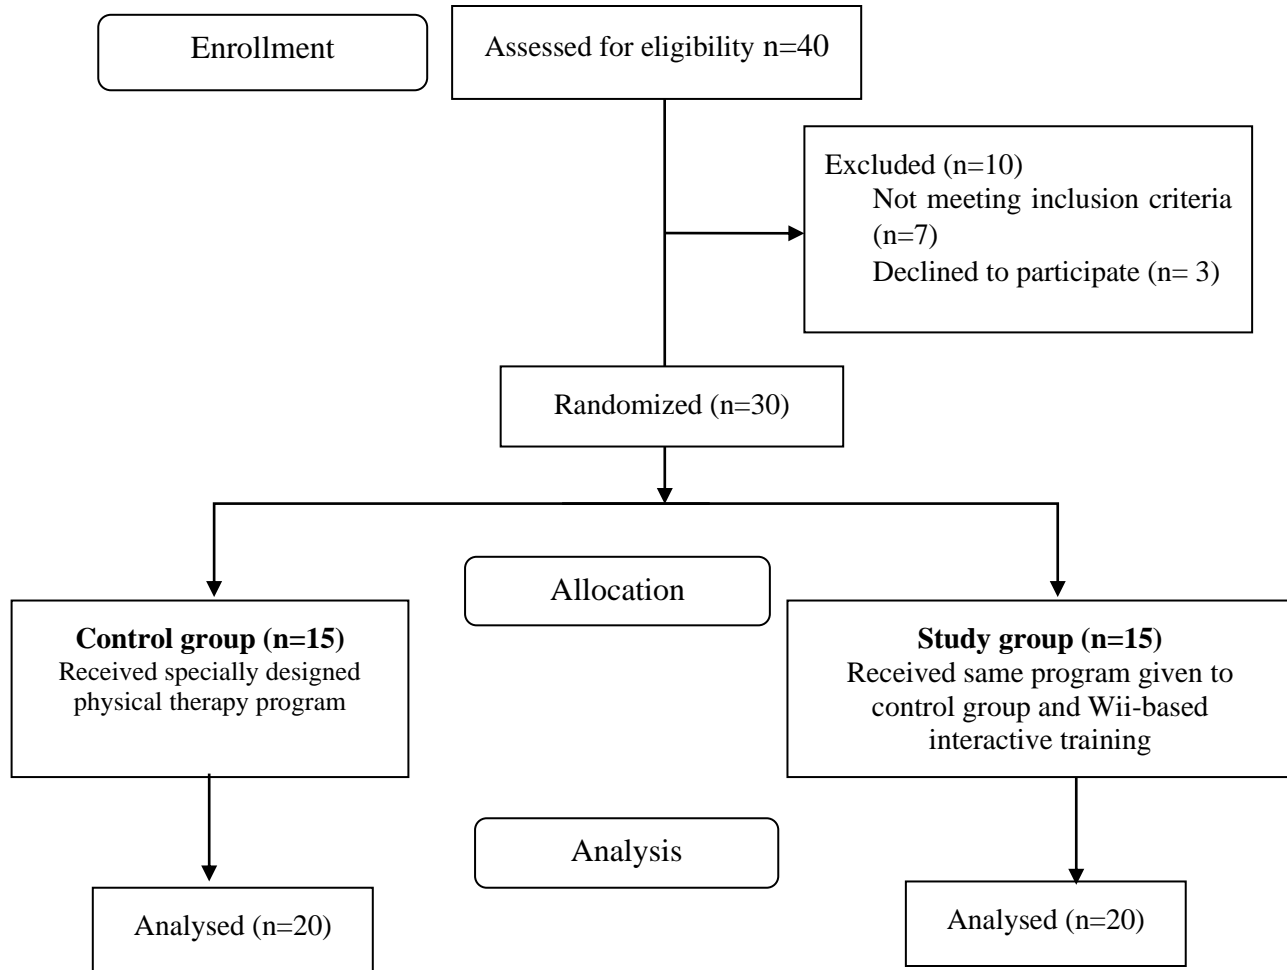 Enrollment
Assessed for eligibility n=40
Excluded (n=10)
Not meeting inclusion criteria
(n=7)
Declined to participate (n= 3)
Randomized (n=30)
Allocation
Control group (n=15)
Received specially designed
physical therapy program
Study group (n=15)
Received same program given to
control group and Wii-based
interactive training
Analysis
Analysed (n=20)
Analysed (n=20)